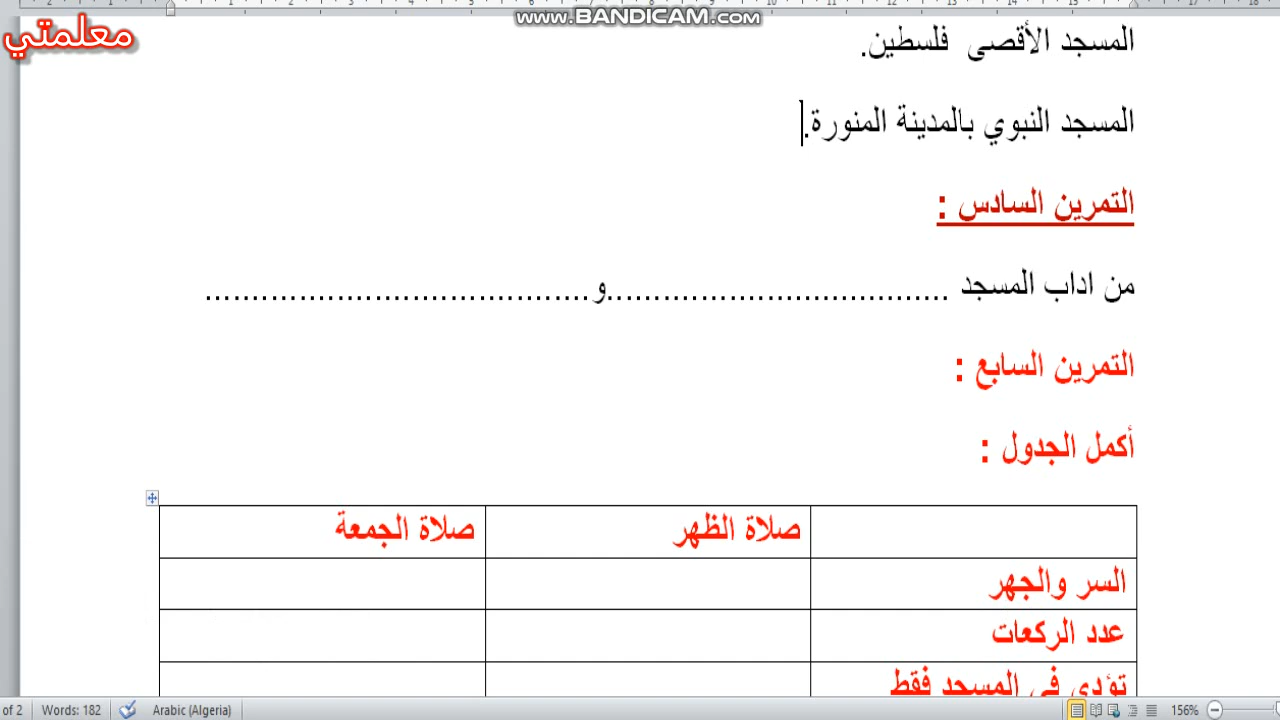 www.BANDICAM.com
معلمتي
المسجد الأقصى فلسطين.
المسجد النبوي بالمدينة المنورة.
التمرين السادس :
من اداب المسجد .....................................و.........................................
التمرين السابع :
أكمل الجدول :
صلاة الظهر صلاة الجمعة
السر والجهر
عدد الركعات
تؤدى في المسجد فقط
of 2 Words: 182 Arabic (Algeria) 156%